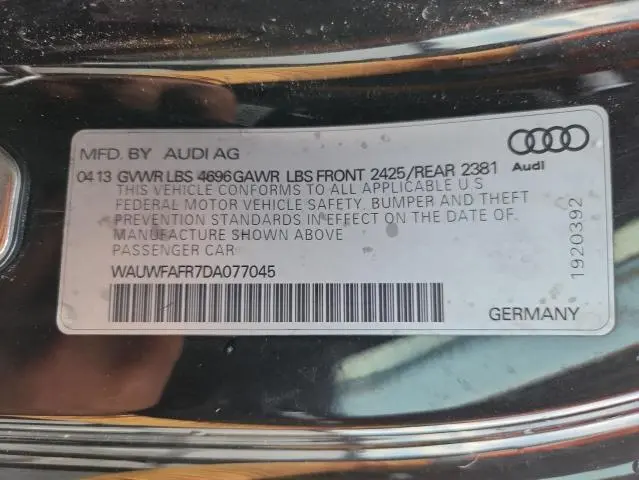 MFD. BY AUDI AG
Audi
04.13 GVWR LBS 4696 GAWR LBS FRONT 2425/REAR 2381
THIS VEHICLE CONFORMS TO ALL APPLICABLE U.S
FEDERAL MOTOR VEHICLE SAFETY, BUMPER AND THEFT
PREVENTION STANDARDS IN EFFECT ON THE DATE OF
MANUFACTURE SHOWN ABOVE
PASSENGER CAR
WAUWFAFR7DA077045
1920392
GERMANY